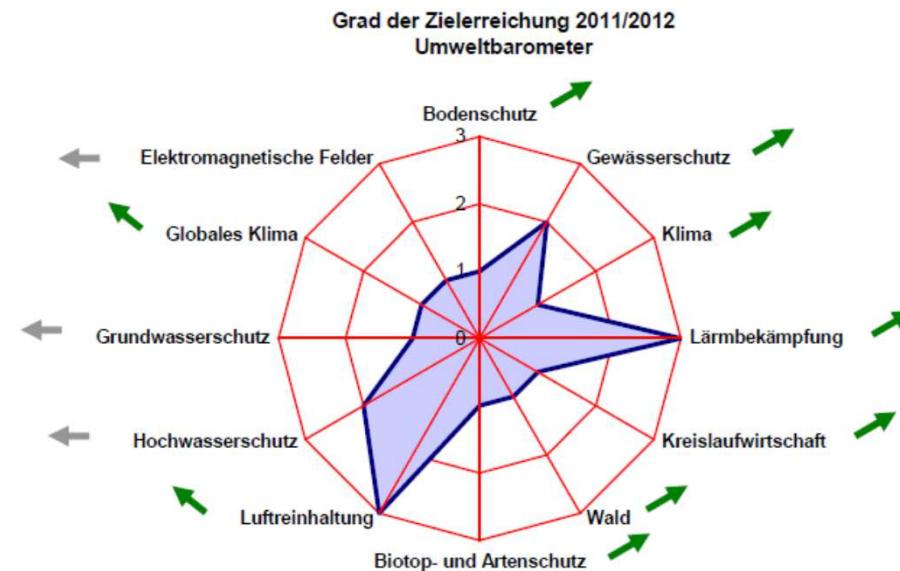 Grad der Zielerreichung 2011/2012
Umweltbarometer
Bodenschutz
3
Elektromagnetische Felder
Gewässerschutz
2
Globales Klima
Klima
1
Grundwasserschutz
0
Lärmbekämpfung
Hochwasserschutz
Kreislaufwirtschaft
Luftreinhaltung
Wald
Biotop- und Artenschutz